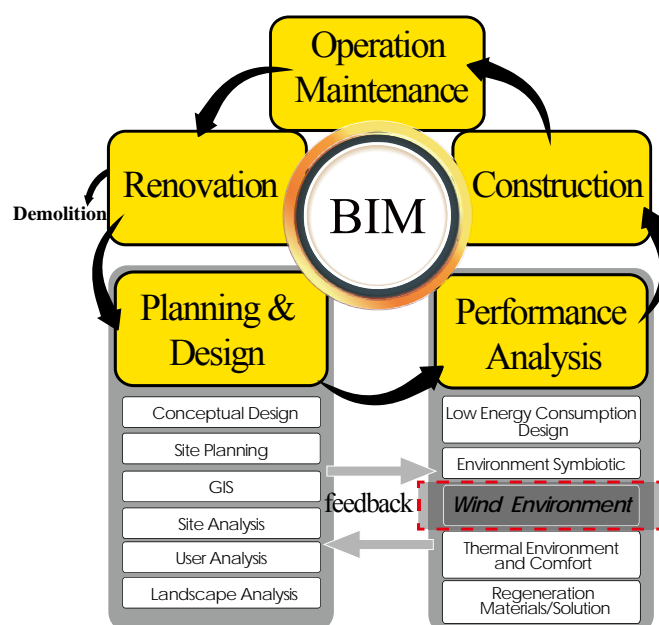 Operation
Maintenance
Renovation
BIM
Construction
Demolition
Planning &
Design
Performance
Analysis
Conceptual Design
Site Planning
GIS
Site Analysis
User Analysis
Landscape Analysis
feedback
Low Energy Consumption
Design
Environment Symbiotic
Wind Environment
Thermal Environment
and Comfort
Regeneration
Materials/Solution